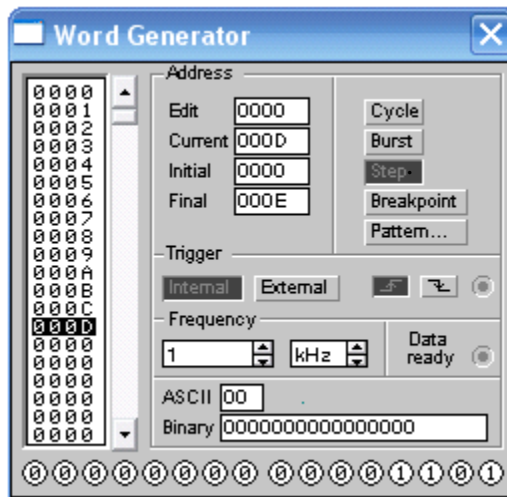 Word Generator
0000
0001
0002
0003
0004
0005
0006
0007
0008
0009
000A
000B
000C
000D
0000
0000
0000
0000
0000
0000
Address
Edit 0000
Current 000D
Initial 0000
Final 000E
Cycle
Burst
Step
Breakpoint
Pattern...
Trigger
Internal External
Frequency
1 kHz
Data
ready
ASCII 00
Binary 0000000000000000
0 0 0 0 0 0 0 0 0 0 0 0 1 1 0 1